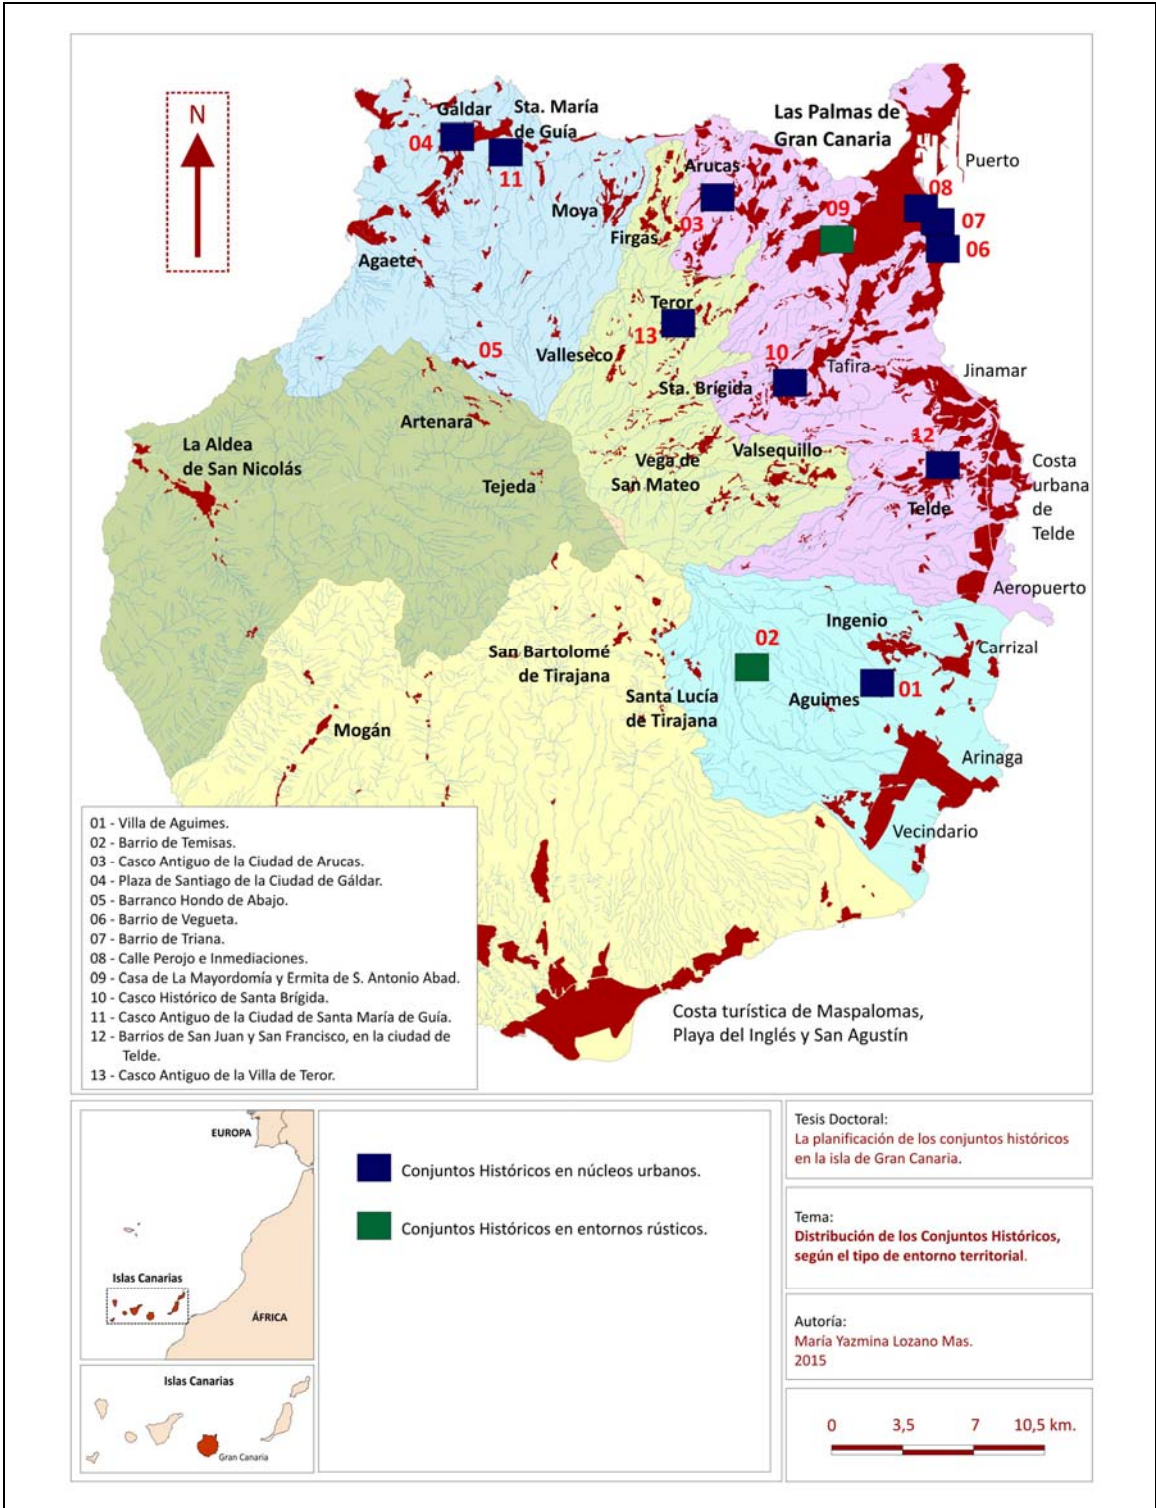 N
Gáldar
Sta. María
de Guía
04
11
Las Palmas de
Gran Canaria
Puerto
Arucas
08
09
07
06
03
Moya
Firgas
Agaete
Teror
13
05
Valleseco
10
Tafira
Jinamar
Sta. Brígida
Artenara
La Aldea
de San Nicolás
12
Valsequillo
Vega de
San Mateo
Tejeda
Costa
urbana
de
Telde
Telde
Aeropuerto
Ingenio
02
Carrizal
San Bartolomé
de Tirajana
Santa Lucía
de Tirajana
Aguimes
01
Mogán
Arinaga
Vecindario
Costa turística de Maspalomas,
Playa del Inglés y San Agustín
01 - Villa de Aguimes.
02 - Barrio de Temisas.
03 - Casco Antiguo de la Ciudad de Arucas.
04 - Plaza de Santiago de la Ciudad de Gáldar.
05 - Barranco Hondo de Abajo.
06 - Barrio de Vegueta.
07 - Barrio de Triana.
08 - Calle Perojo e Inmediaciones.
09 - Casa de La Mayordomía y Ermita de S. Antonio Abad.
10 - Casco Histórico de Santa Brígida.
11 - Casco Antiguo de la Ciudad de Santa María de Guía.
12 - Barrios de San Juan y San Francisco, en la ciudad de
Telde.
13 - Casco Antiguo de la Villa de Teror.
EUROPA
Islas Canarias
ÁFRICA
Islas Canarias
Gran Canaria
Conjuntos Históricos en núcleos urbanos.
Conjuntos Históricos en entornos rústicos.
Tesis Doctoral:
La planificación de los conjuntos históricos
en la isla de Gran Canaria.
Tema:
Distribución de los Conjuntos Históricos,
según el tipo de entorno territorial.
Autoría:
María Yazmina Lozano Mas.
2015
0 3,5 7 10,5 km.